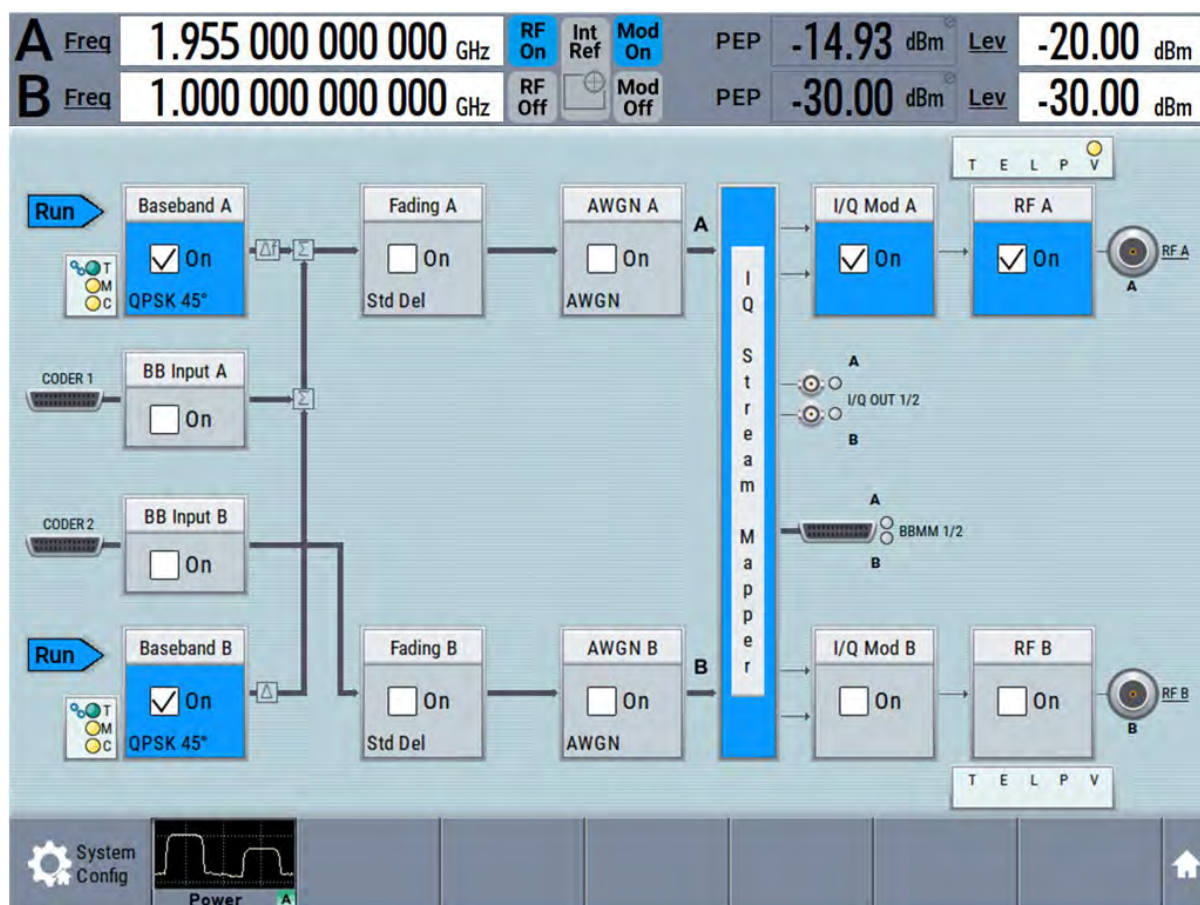 A Freq 1.955 000 000 000 GHz RF On Int Ref Mod On PEP -14.93 dBm Lev -20.00 dBm
B Freq 1.000 000 000 000 GHz RF Off Mod Off PEP -30.00 dBm Lev -30.00 dBm
T E L P V
Run
Baseband A
On
QPSK 45°
T
M
C
Δf
Σ
Fading A
On
Std Del
AWGN A
On
AWGN
A
I/Q Mod A
On
RF A
On
RF A
A
CODER 1
BB Input A
On
Σ
IQ Stream Mapper
A
I/Q OUT 1/2
B
CODER 2
BB Input B
On
A
BBMM 1/2
B
Run
Baseband B
On
QPSK 45°
T
M
C
Δ
Fading B
On
Std Del
AWGN B
On
AWGN
B
I/Q Mod B
On
RF B
On
RF B
B
T E L P V
System
Config
Power A